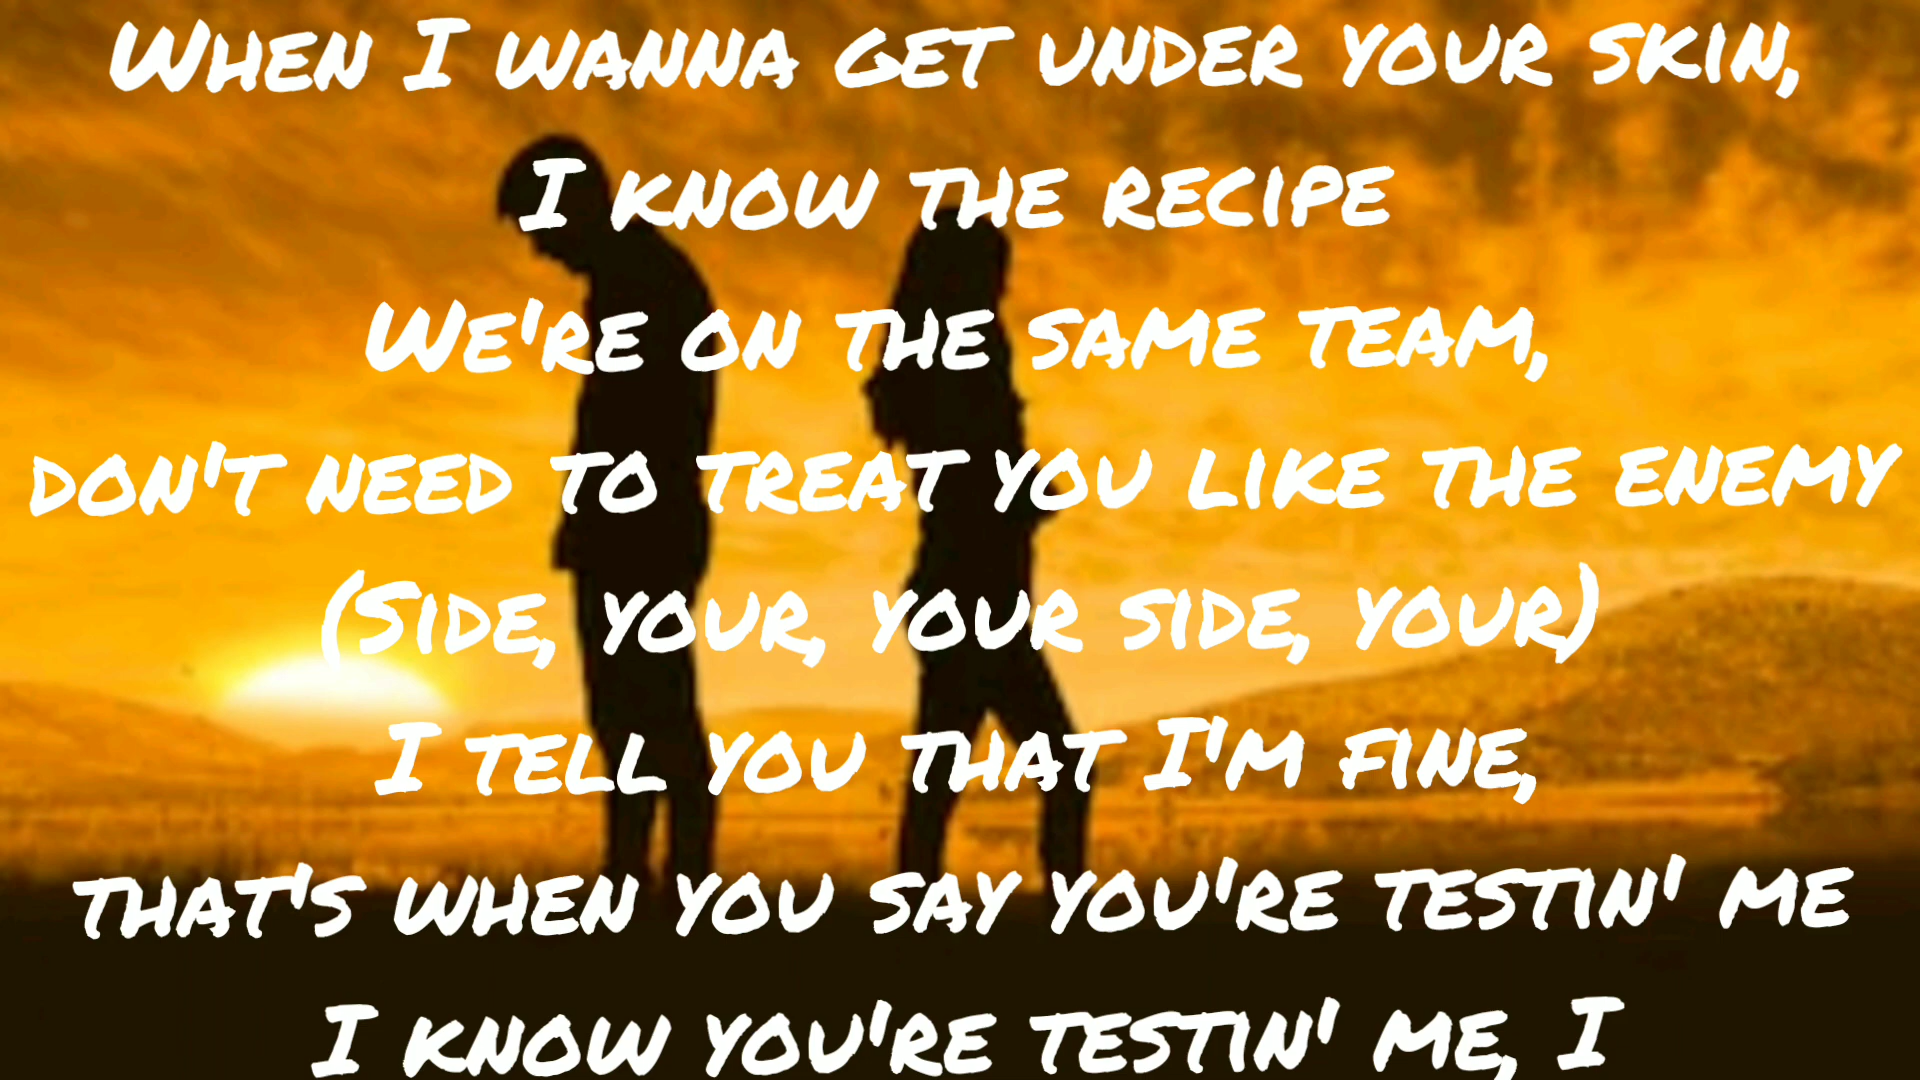 When I wanna get under your skin,
I know the recipe
We're on the same team,
don't need to treat you like the enemy
(Side, your, your side, your)
I tell you that I'm fine,
that's when you say you're testin' me
I know you're testin' me, I